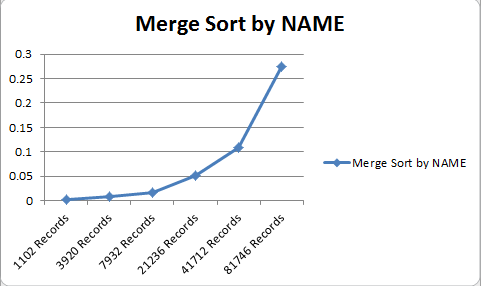 Merge Sort by NAME
0.3
0.25
0.2
0.15
0.1
0.05
0
1102 Records
3920 Records
7932 Records
21236 Records
41712 Records
81746 Records
Merge Sort by NAME